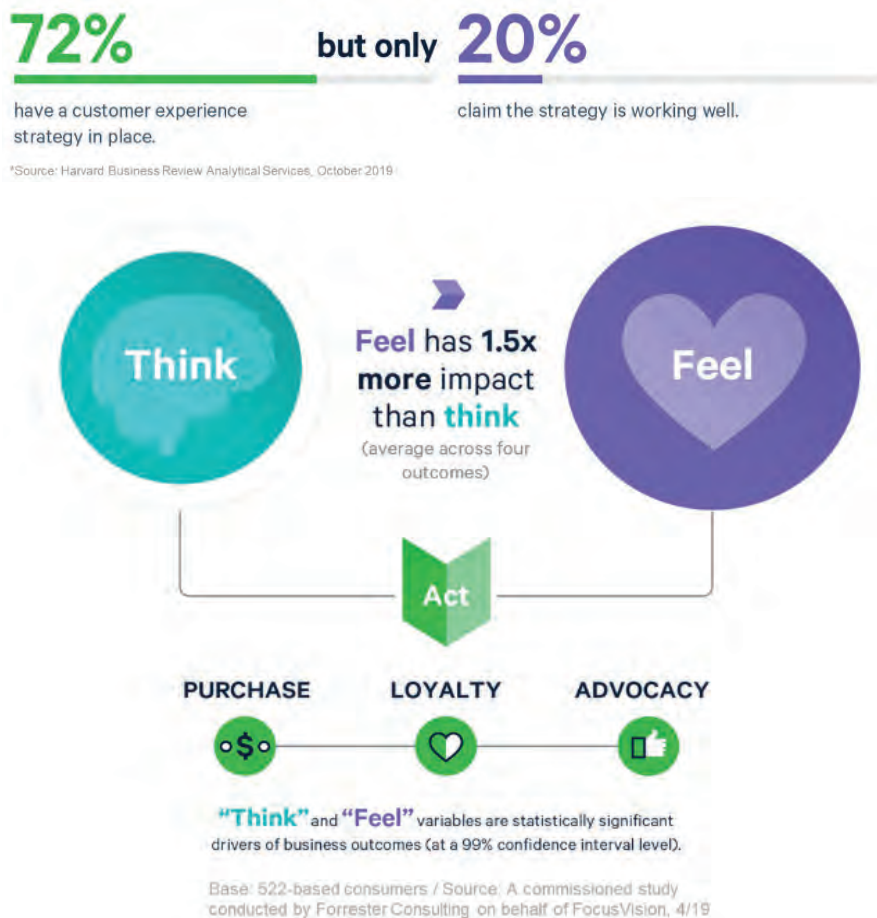 72% but only 20%
have a customer experience
strategy in place.
claim the strategy is working well.
*Source: Harvard Business Review Analytical Services, October 2019
Think
Feel has 1.5x
more impact
than think
(average across four
outcomes)
Feel
Act
PURCHASE LOYALTY ADVOCACY
$
"Think" and "Feel" variables are statistically significant
drivers of business outcomes (at a 99% confidence interval level).
Base: 522-based consumers / Source: A commissioned study
conducted by Forrester Consulting on behalf of FocusVision, 4/19